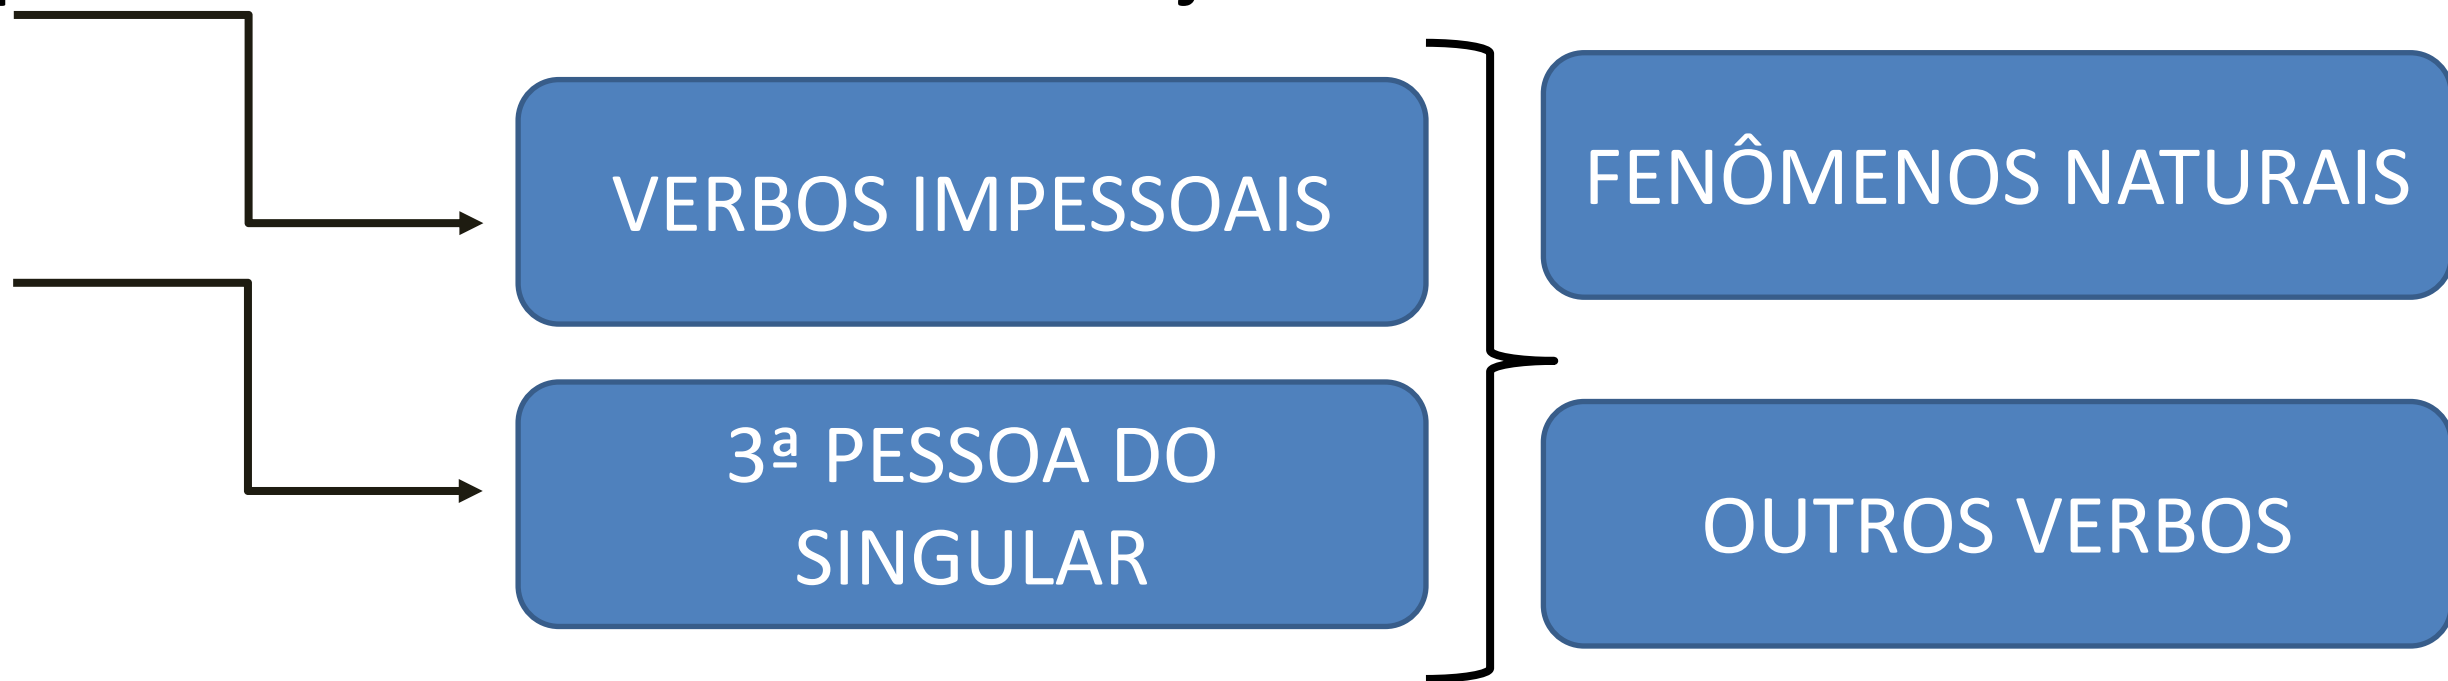 VERBOS IMPESSOAIS
3ª PESSOA DO
SINGULAR
FENÔMENOS NATURAIS
OUTROS VERBOS